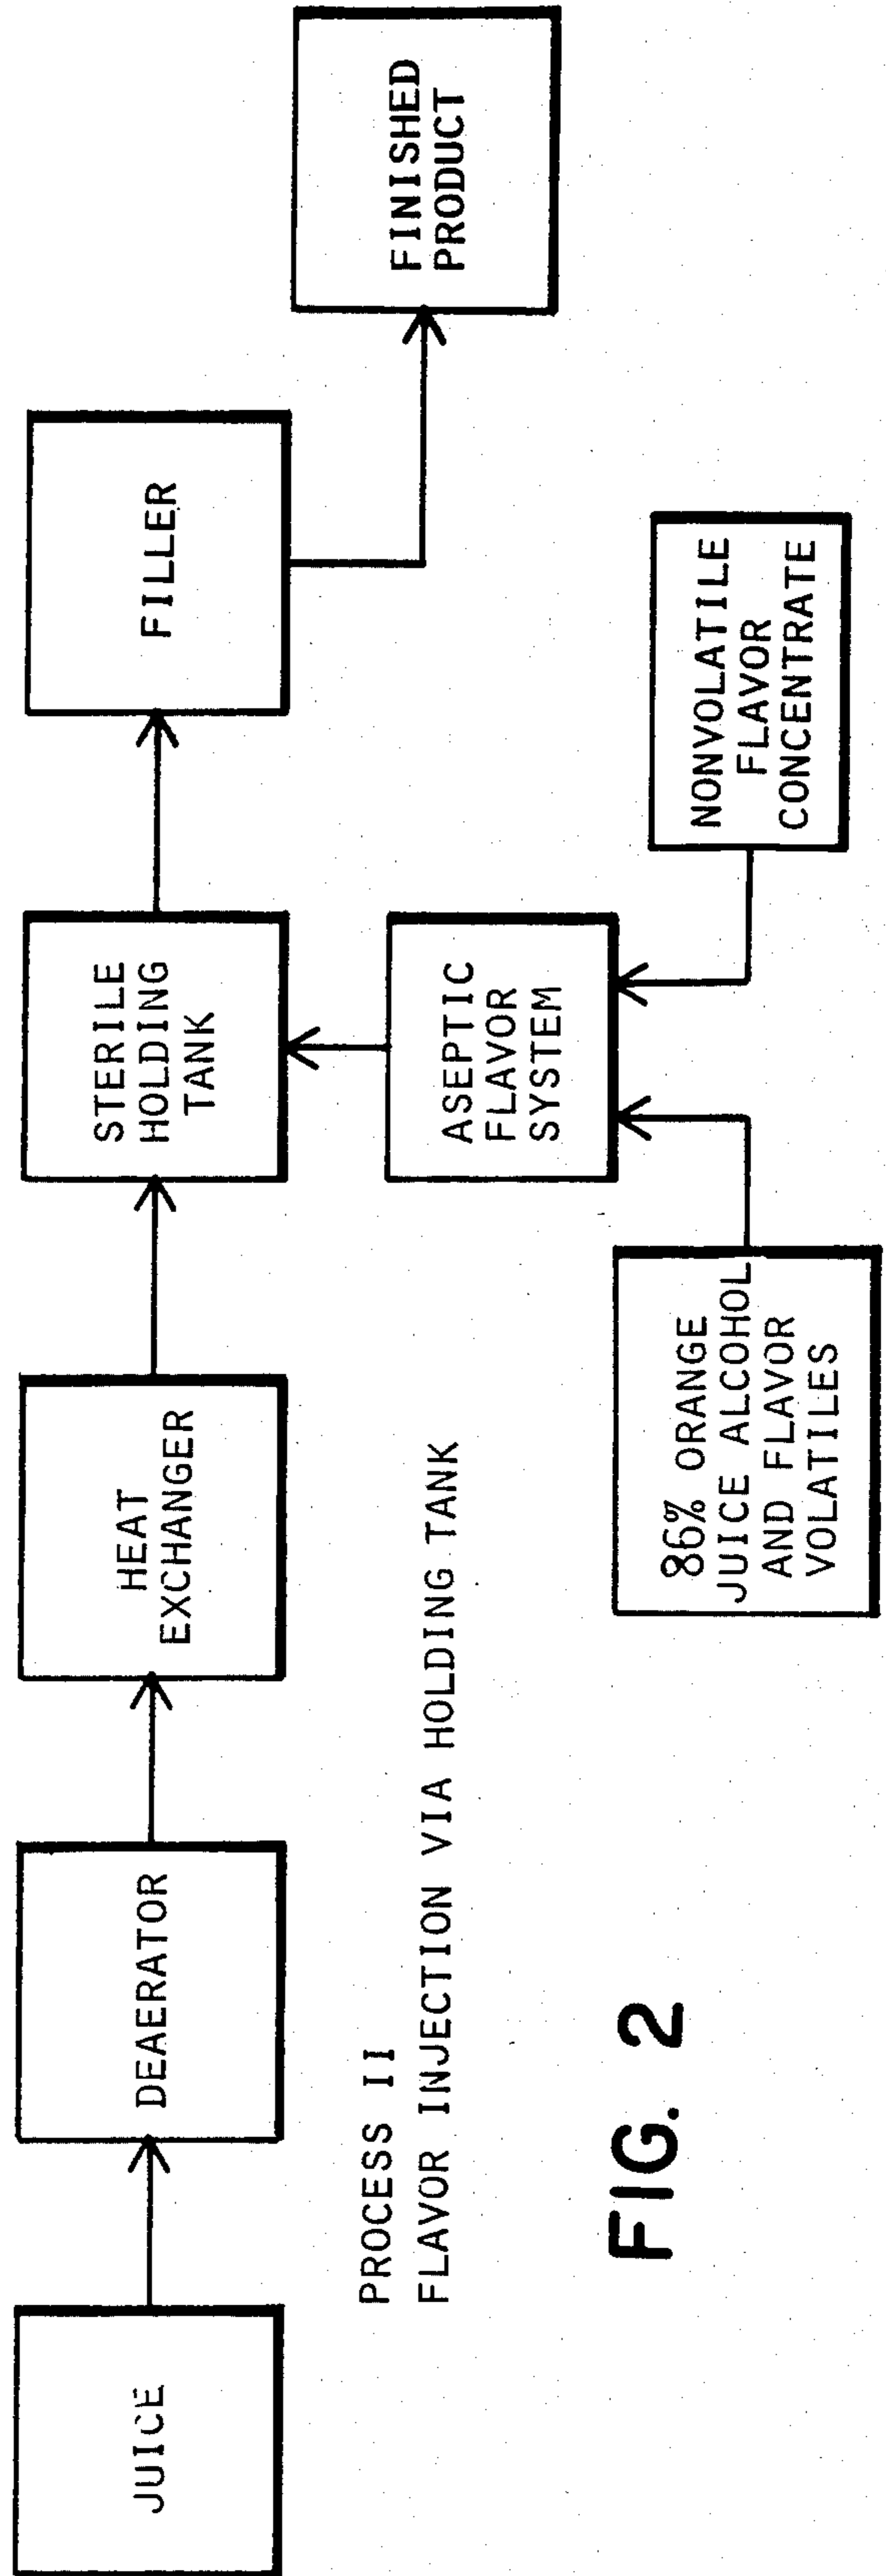 JUICE
DEAERATOR
HEAT
EXCHANGER
STERILE
HOLDING
TANK
FILLER
FINISHED
PRODUCT
ASEPTIC
FLAVOR
SYSTEM
86% ORANGE
JUICE ALCOHOL
AND FLAVOR
VOLATILES
NONVOLATILE
FLAVOR
CONCENTRATE
PROCESS II
FLAVOR INJECTION VIA HOLDING TANK
FIG. 2